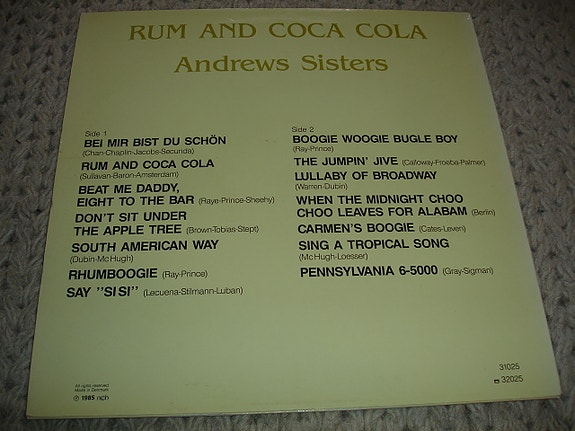 RUM AND COCA COLA
Andrews Sisters
Side 1
BEI MIR BIST DU SCHÖN
(Chan-Chaplin-Jacobs-Secunda)
RUM AND COCA COLA
(Sullavan-Baron-Amsterdam)
BEAT ME DADDY,
EIGHT TO THE BAR (Raye-Prince-Sheehy)
DON'T SIT UNDER
THE APPLE TREE (Brown-Tobias-Stept)
SOUTH AMERICAN WAY
(Dubin-McHugh)
RHUMBOOGIE (Ray-Prince)
SAY "SI SI" (Lecuena-Stilmann-Luban)
Side 2
BOOGIE WOOGIE BUGLE BOY
(Ray-Prince)
THE JUMPIN' JIVE (Calloway-Froeba-Palmer)
LULLABY OF BROADWAY
(Warren-Dubin)
WHEN THE MIDNIGHT CHOO
CHOO LEAVES FOR ALABAM (Berlin)
CARMEN'S BOOGIE (Cates-Leven)
SING A TROPICAL SONG
(McHugh-Loesser)
PENNSYLVANIA 6-5000 (Gray-Sigman)
31025
32025
All rights reserved
Made in Denmark
℗ 1985 nch